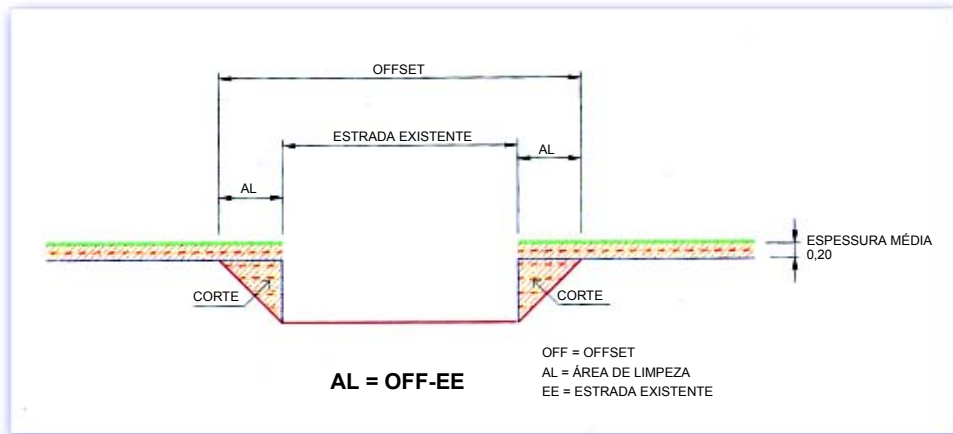 OFFSET
ESTRADA EXISTENTE
AL
AL
ESPESSURA MÉDIA
0,20
CORTE
CORTE
AL = OFF-EE
OFF = OFFSET
AL = ÁREA DE LIMPEZA
EE = ESTRADA EXISTENTE